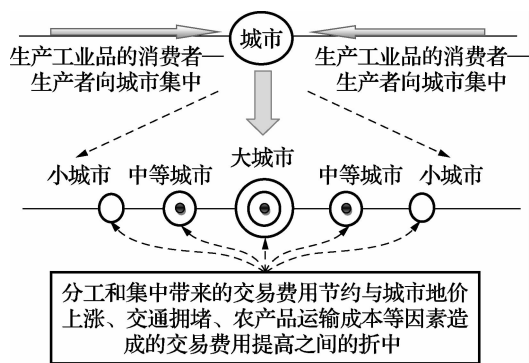 城市
生产工业品的消费者—
生产者向城市集中
生产工业品的消费者—
生产者向城市集中
大城市
小城市
中等城市
中等城市
小城市
分工和集中带来的交易费用节约与城市地价
上涨、交通拥堵、农产品运输成本等因素造
成的交易费用提高之间的折中